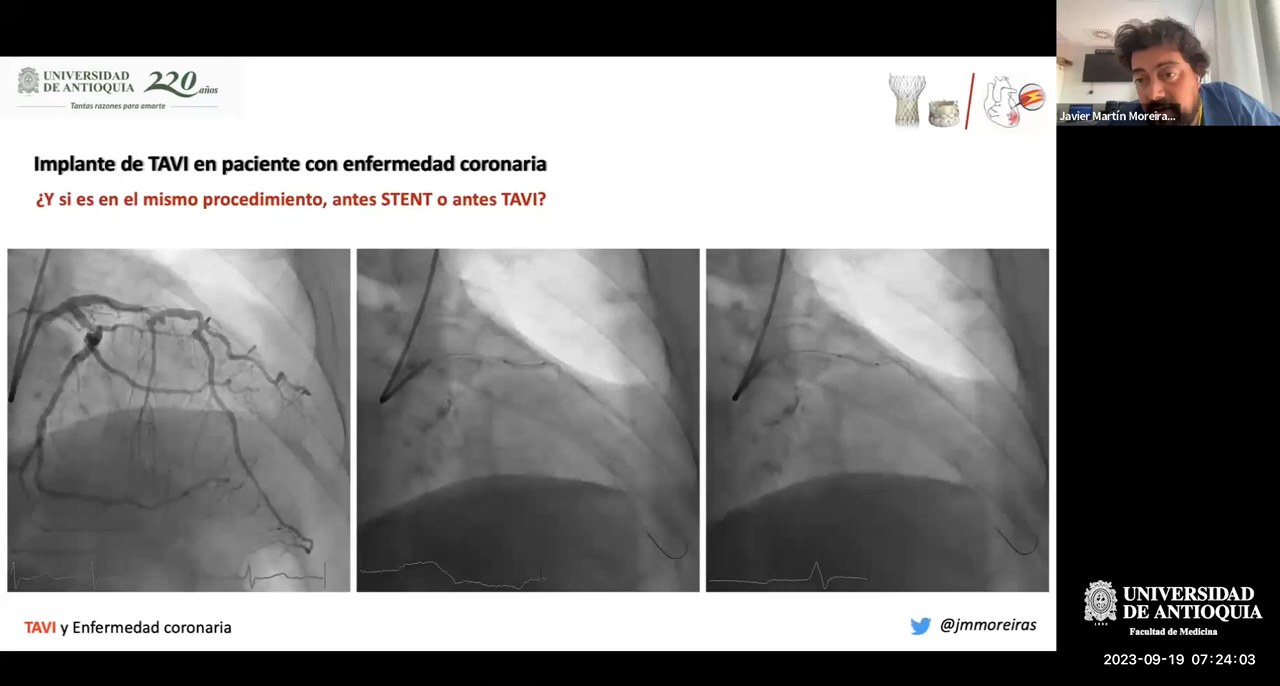 UNIVERSIDAD
DE ANTIOQUIA
220 años
Tantas razones para amarte
Implante de TAVI en paciente con enfermedad coronaria
¿Y si es en el mismo procedimiento, antes STENT o antes TAVI?
TAVI y Enfermedad coronaria
@jmmoreiras
Javier Martín Moreira...
UNIVERSIDAD
DE ANTIOQUIA
1803
Facultad de Medicina
2023-09-19 07:24:03